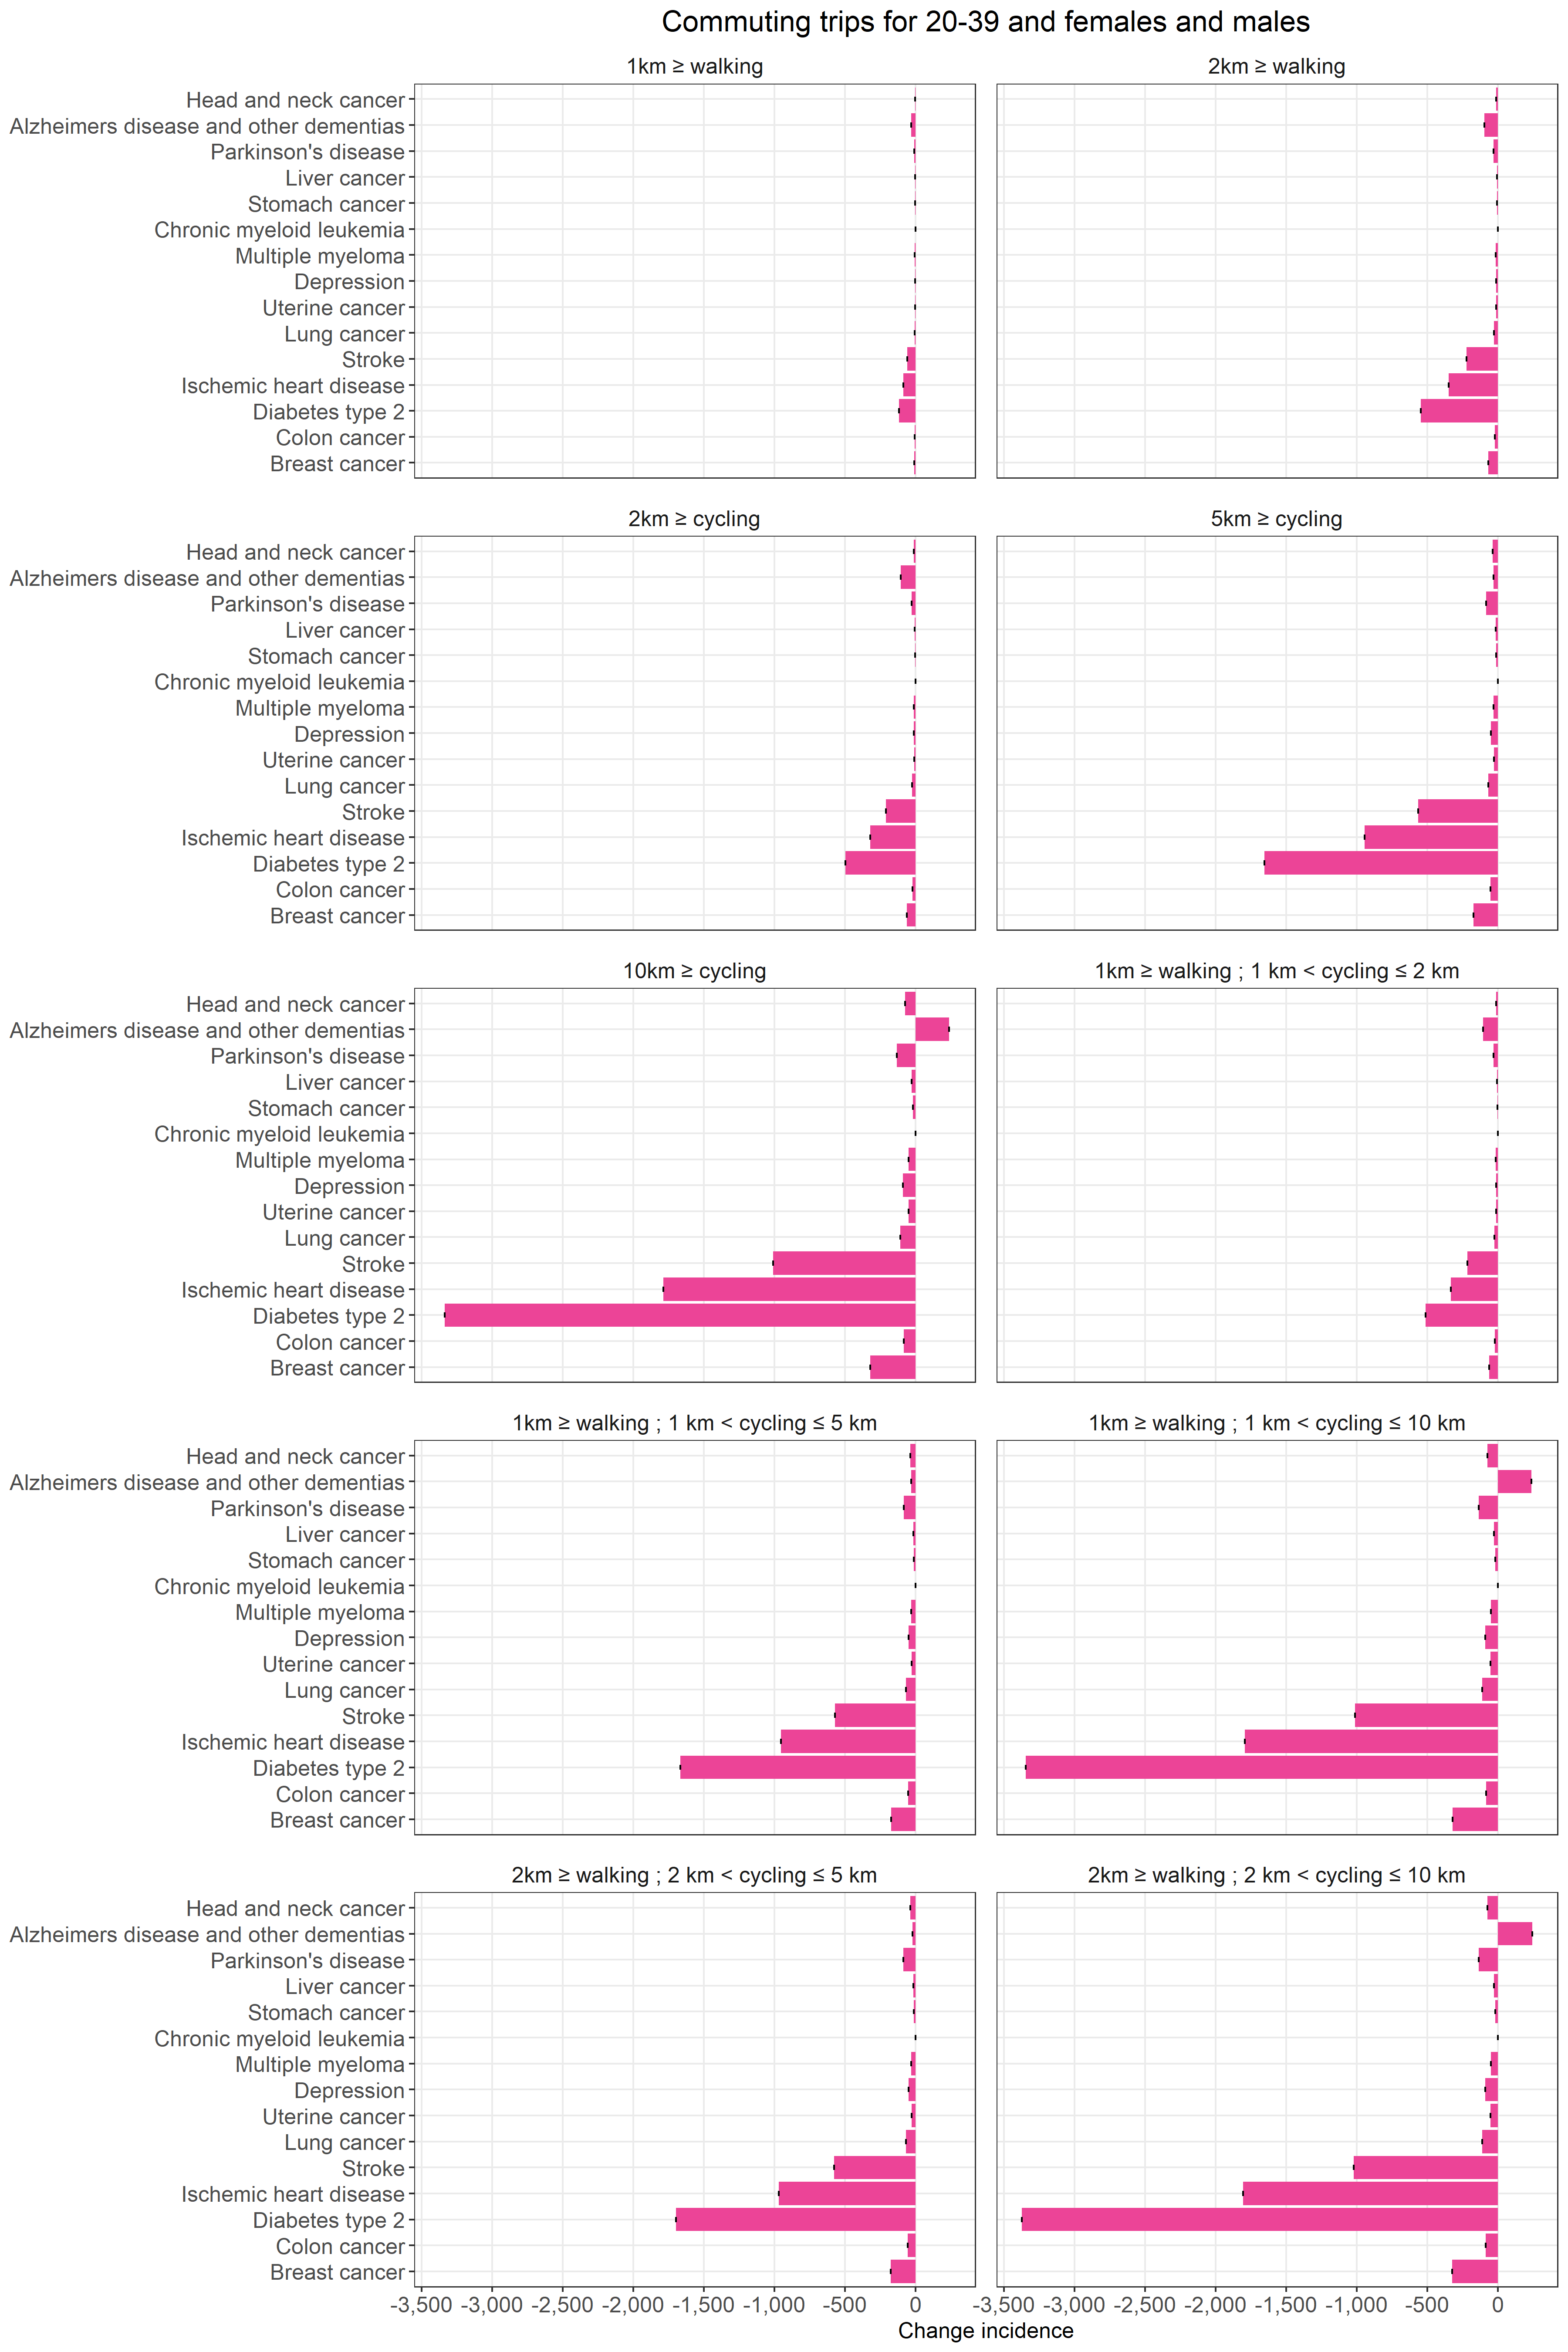 Commuting trips for 20-39 and females and males
1km ≥ walking
2km ≥ walking
Head and neck cancer
Alzheimers disease and other dementias
Parkinson's disease
Liver cancer
Stomach cancer
Chronic myeloid leukemia
Multiple myeloma
Depression
Uterine cancer
Lung cancer
Stroke
Ischemic heart disease
Diabetes type 2
Colon cancer
Breast cancer
2km ≥ cycling
5km ≥ cycling
Head and neck cancer
Alzheimers disease and other dementias
Parkinson's disease
Liver cancer
Stomach cancer
Chronic myeloid leukemia
Multiple myeloma
Depression
Uterine cancer
Lung cancer
Stroke
Ischemic heart disease
Diabetes type 2
Colon cancer
Breast cancer
10km ≥ cycling
1km ≥ walking ; 1 km < cycling ≤ 2 km
Head and neck cancer
Alzheimers disease and other dementias
Parkinson's disease
Liver cancer
Stomach cancer
Chronic myeloid leukemia
Multiple myeloma
Depression
Uterine cancer
Lung cancer
Stroke
Ischemic heart disease
Diabetes type 2
Colon cancer
Breast cancer
1km ≥ walking ; 1 km < cycling ≤ 5 km
1km ≥ walking ; 1 km < cycling ≤ 10 km
Head and neck cancer
Alzheimers disease and other dementias
Parkinson's disease
Liver cancer
Stomach cancer
Chronic myeloid leukemia
Multiple myeloma
Depression
Uterine cancer
Lung cancer
Stroke
Ischemic heart disease
Diabetes type 2
Colon cancer
Breast cancer
2km ≥ walking ; 2 km < cycling ≤ 5 km
2km ≥ walking ; 2 km < cycling ≤ 10 km
Head and neck cancer
Alzheimers disease and other dementias
Parkinson's disease
Liver cancer
Stomach cancer
Chronic myeloid leukemia
Multiple myeloma
Depression
Uterine cancer
Lung cancer
Stroke
Ischemic heart disease
Diabetes type 2
Colon cancer
Breast cancer
-3,500 -3,000 -2,500 -2,000 -1,500 -1,000 -500 0
-3,500 -3,000 -2,500 -2,000 -1,500 -1,000 -500 0
Change incidence